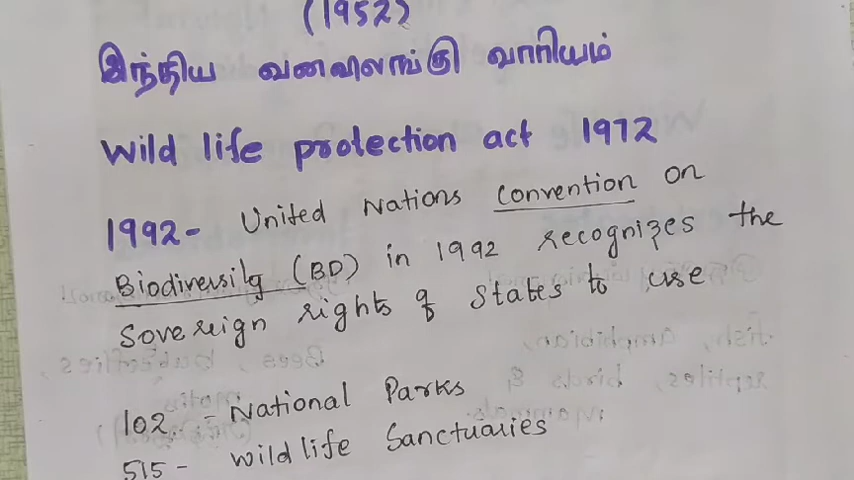 (1952)
இந்திய வனவிலங்கு வாரியம்
Wild life protection act 1972
1992- United Nations Convention on
Biodiversity (BD) in 1992 recognizes the
Sovereign rights of States to use
102 - National Parks
515 - Wild life Sanctuaries